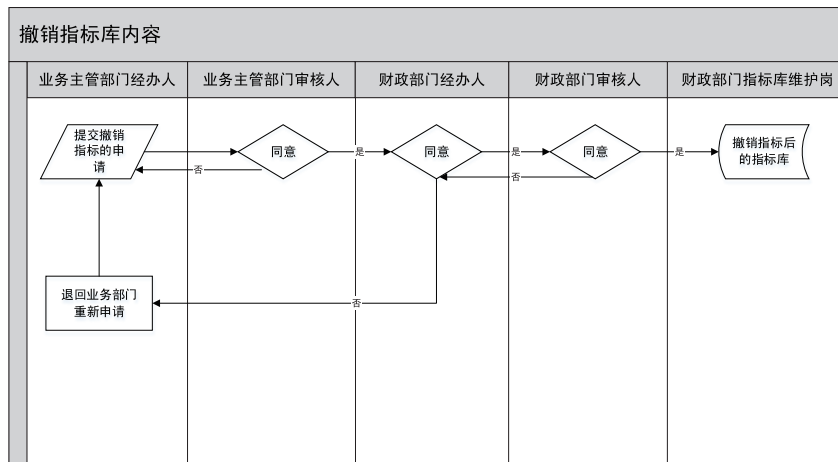 撤销指标库内容
业务主管部门经办人
业务主管部门审核人
财政部门经办人
财政部门审核人
财政部门指标库维护岗
提交撤销
指标的申
请
同意
是
同意
是
同意
是
撤销指标后
的指标库
否
否
退回业务部门
重新申请
否